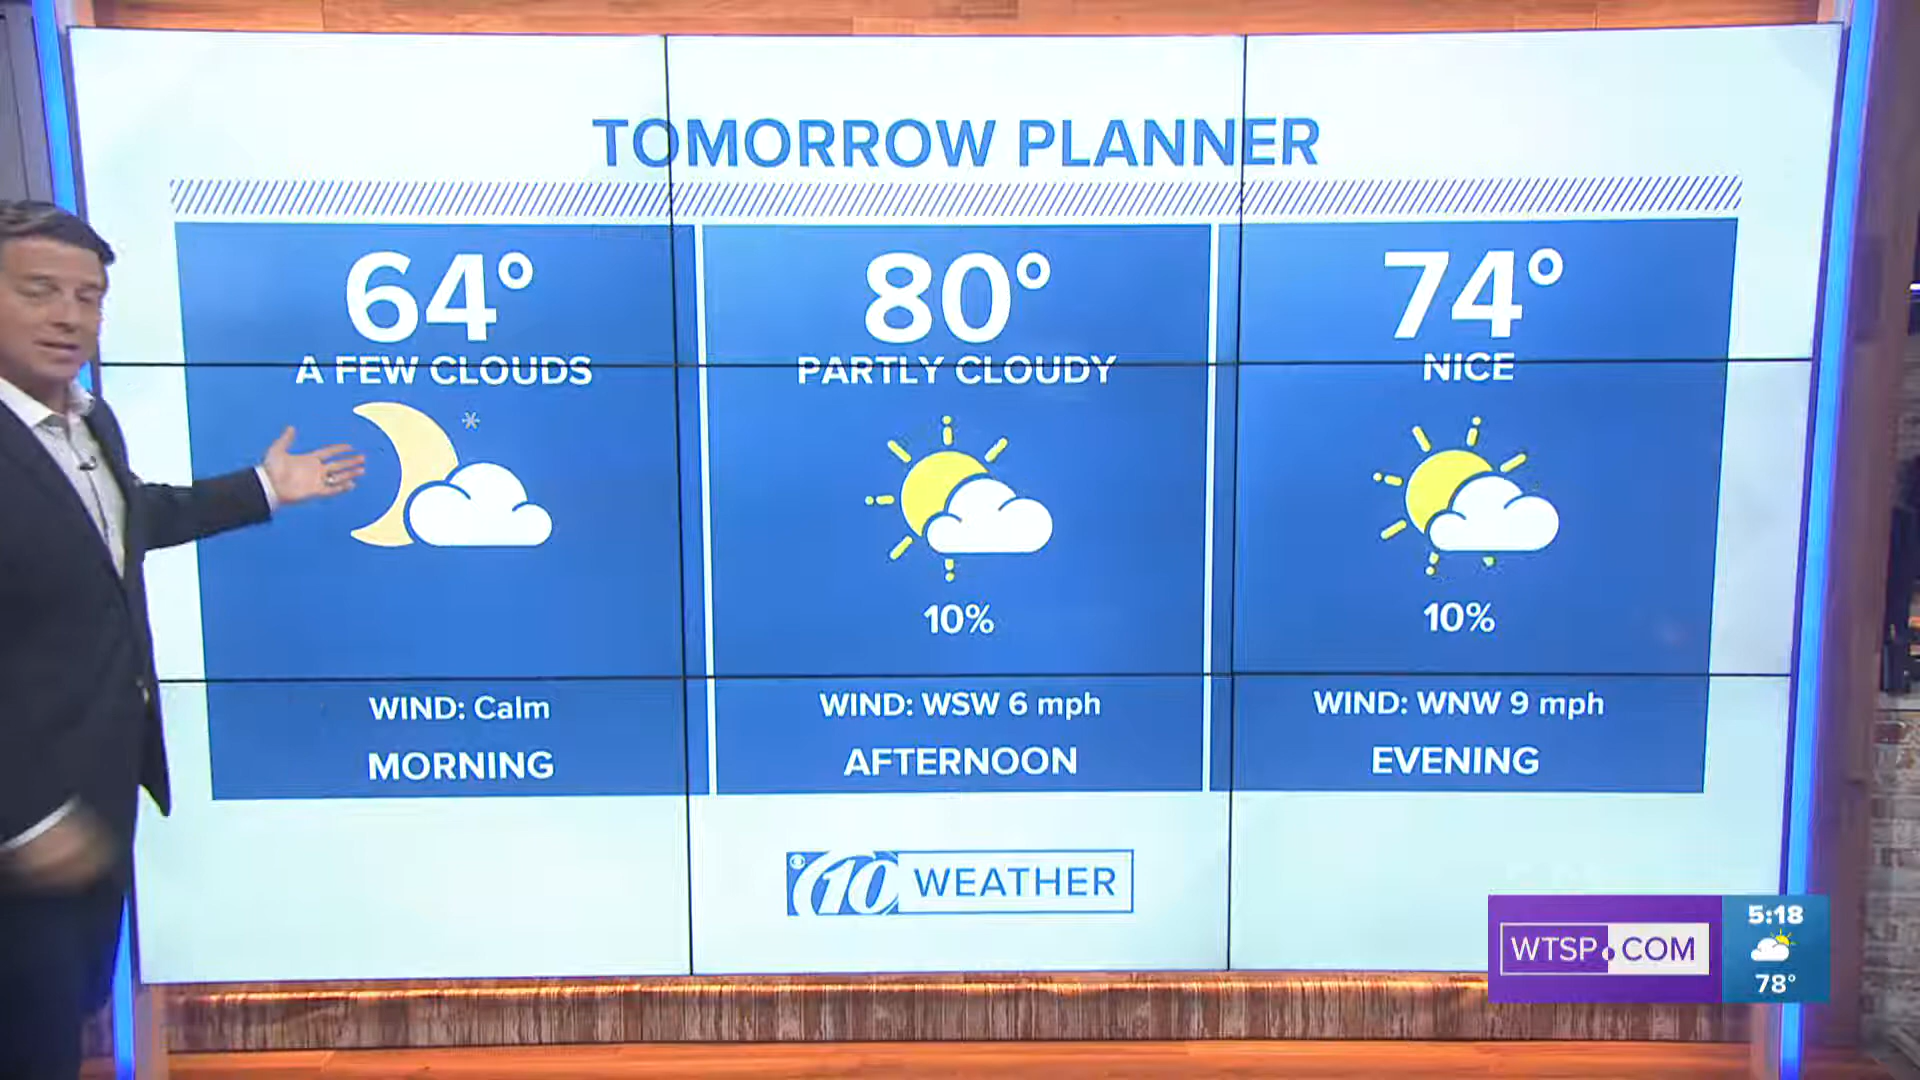 TOMORROW PLANNER
64°
A FEW CLOUDS
WIND: Calm
MORNING
80°
PARTLY CLOUDY
10%
WIND: WSW 6 mph
AFTERNOON
74°
NICE
10%
WIND: WNW 9 mph
EVENING
10 WEATHER
WTSP.COM
5:18
78°